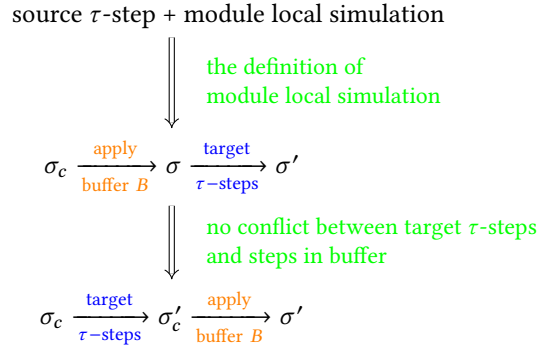 source τ-step + module local simulation
the definition of
module local simulation
apply target
σc σ σ′
buffer B τ−steps
no conflict between target τ-steps
and steps in buffer
target apply
σc σ′c σ′
τ−steps buffer B